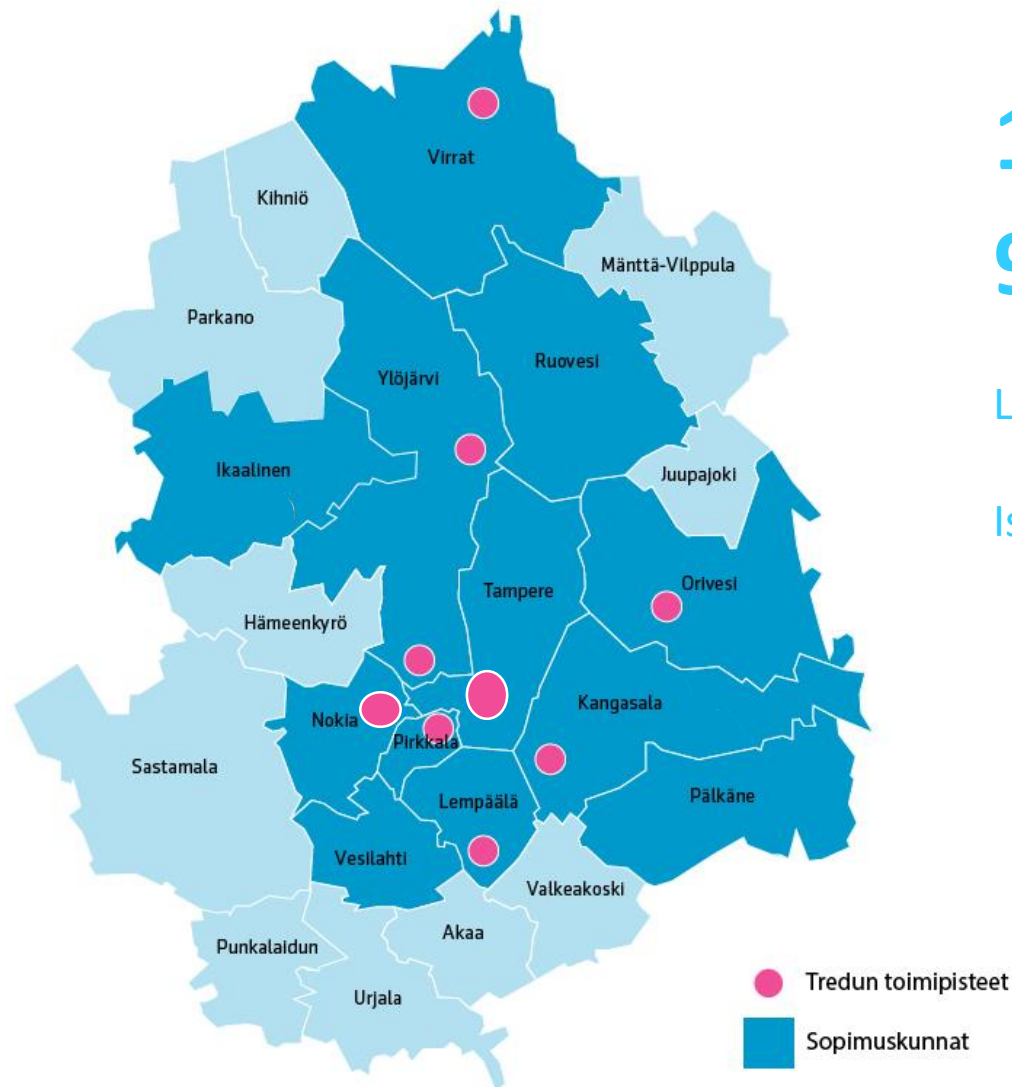 Virrat
Kihniö
Mänttä-Vilppula
Parkano
Ruovesi
Ylöjärvi
Ikaalinen
Juupajoki
Orivesi
Tampere
Hämeenkyrö
Kangasala
Nokia
Pirkkala
Sastamala
Pälkäne
Lempäälä
Vesilahti
Valkeakoski
Akaa
Punkalaidun
Urjala
Tredun toimipisteet
Sopimuskunnat